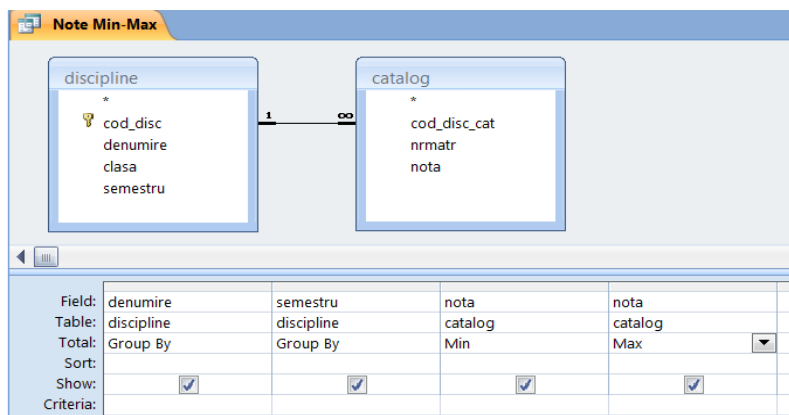 Note Min-Max
discipline
*
cod_disc
denumire
clasa
semestru
1 ∞
catalog
*
cod_disc_cat
nrmatr
nota
Field: denumire semestru nota nota
Table: discipline discipline catalog catalog
Total: Group By Group By Min Max
Sort:
Show:
Criteria: